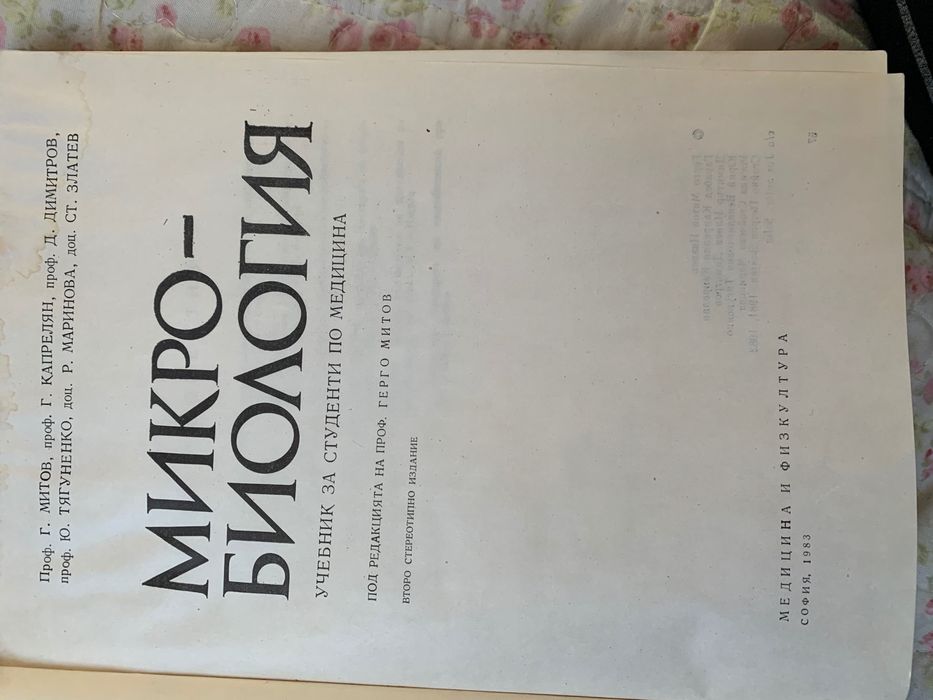 Проф. Г. МИТОВ, проф. Г. КАПРЕЛЯН, проф. Д. ДИМИТРОВ,
проф. Ю. ТЯГУНЕНКО, доц. Р. МАРИНОВА, доц. СТ. ЗЛАТЕВ
МИКРО-
БИОЛОГИЯ
УЧЕБНИК ЗА СТУДЕНТИ ПО МЕДИЦИНА
ПОД РЕДАКЦИЯТА НА ПРОФ. ГЕРГО МИТОВ
ВТОРО СТЕРЕОТИПНО ИЗДАНИЕ
МЕДИЦИНА И ФИЗКУЛТУРА
СОФИЯ, 1983